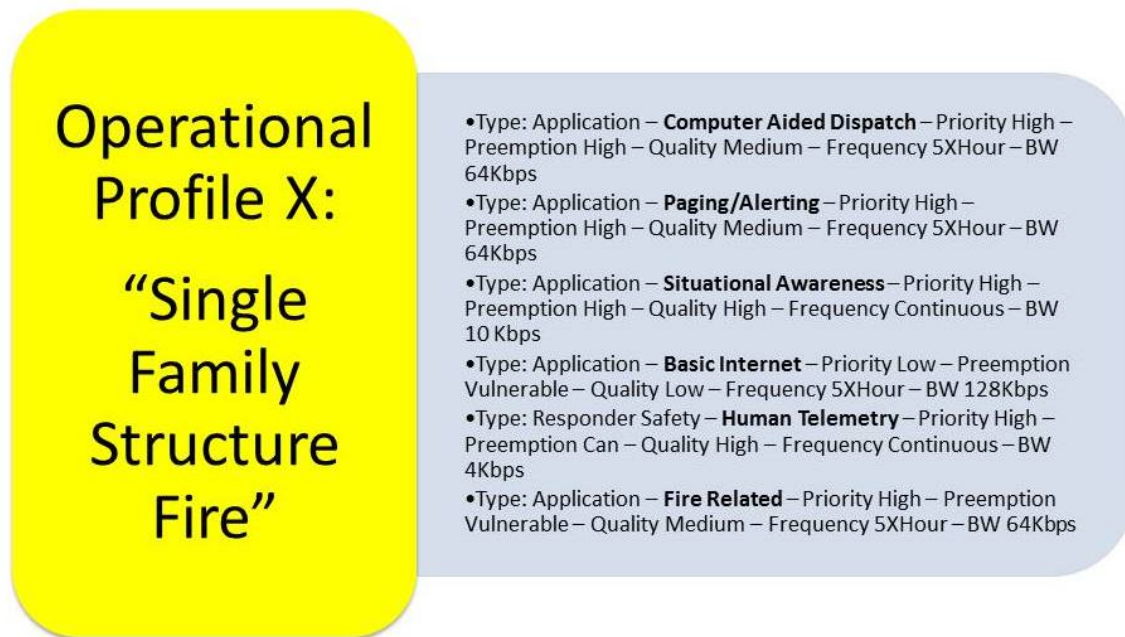 Operational
Profile X:
“Single
Family
Structure
Fire”
•Type: Application – Computer Aided Dispatch – Priority High –
Preemption High – Quality Medium – Frequency 5XHour – BW
64Kbps
•Type: Application – Paging/Alerting – Priority High –
Preemption High – Quality Medium – Frequency 5XHour – BW
64Kbps
•Type: Application – Situational Awareness – Priority High –
Preemption High – Quality High – Frequency Continuous – BW
10 Kbps
•Type: Application – Basic Internet – Priority Low – Preemption
Vulnerable – Quality Low – Frequency 5XHour – BW 128Kbps
•Type: Responder Safety – Human Telemetry – Priority High –
Preemption Can – Quality High – Frequency Continuous – BW
4Kbps
•Type: Application – Fire Related – Priority High – Preemption
Vulnerable – Quality Medium – Frequency 5XHour – BW 64Kbps